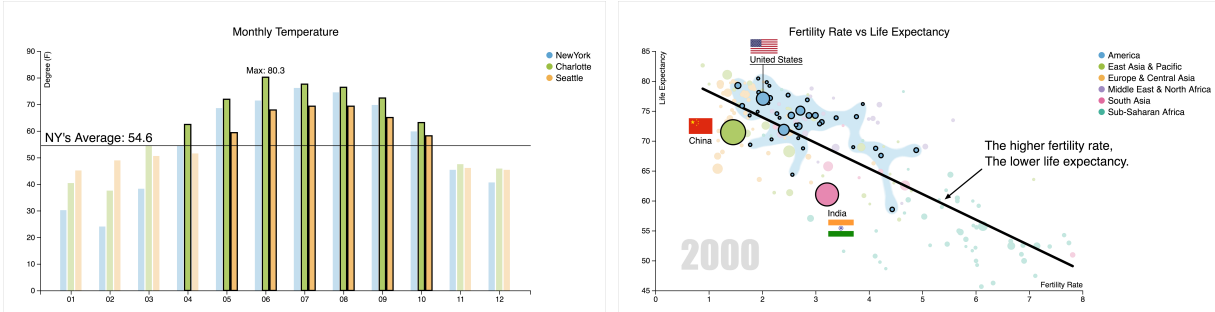 Monthly Temperature
Degree (F)
90
80
70
60
50
40
30
20
10
0
Max: 80.3
NY's Average: 54.6
01 02 03 04 05 06 07 08 09 10 11 12
NewYork
Charlotte
Seattle
Fertility Rate vs Life Expectancy
Life Expectancy
85
80
75
70
65
60
55
50
45
United States
China
India
2000
The higher fertility rate,
The lower life expectancy.
Fertility Rate
0 1 2 3 4 5 6 7 8
America
East Asia & Pacific
Europe & Central Asia
Middle East & North Africa
South Asia
Sub-Saharan Africa